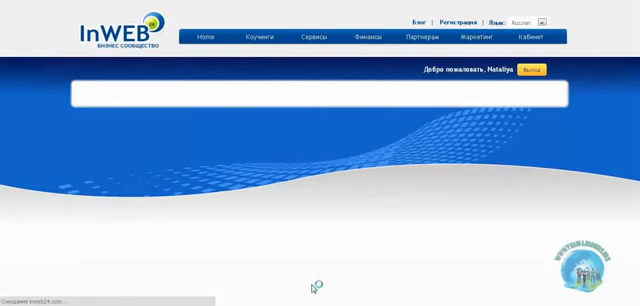 Блог | Регистрация | Язык: Russian
InWEB 24
БИЗНЕС СООБЩЕСТВО
Home Коучинги Сервисы Финансы Партнерам Маркетинг Кабинет
Добро пожаловать, Nataliya Выход
Ожидание inweb24.com...